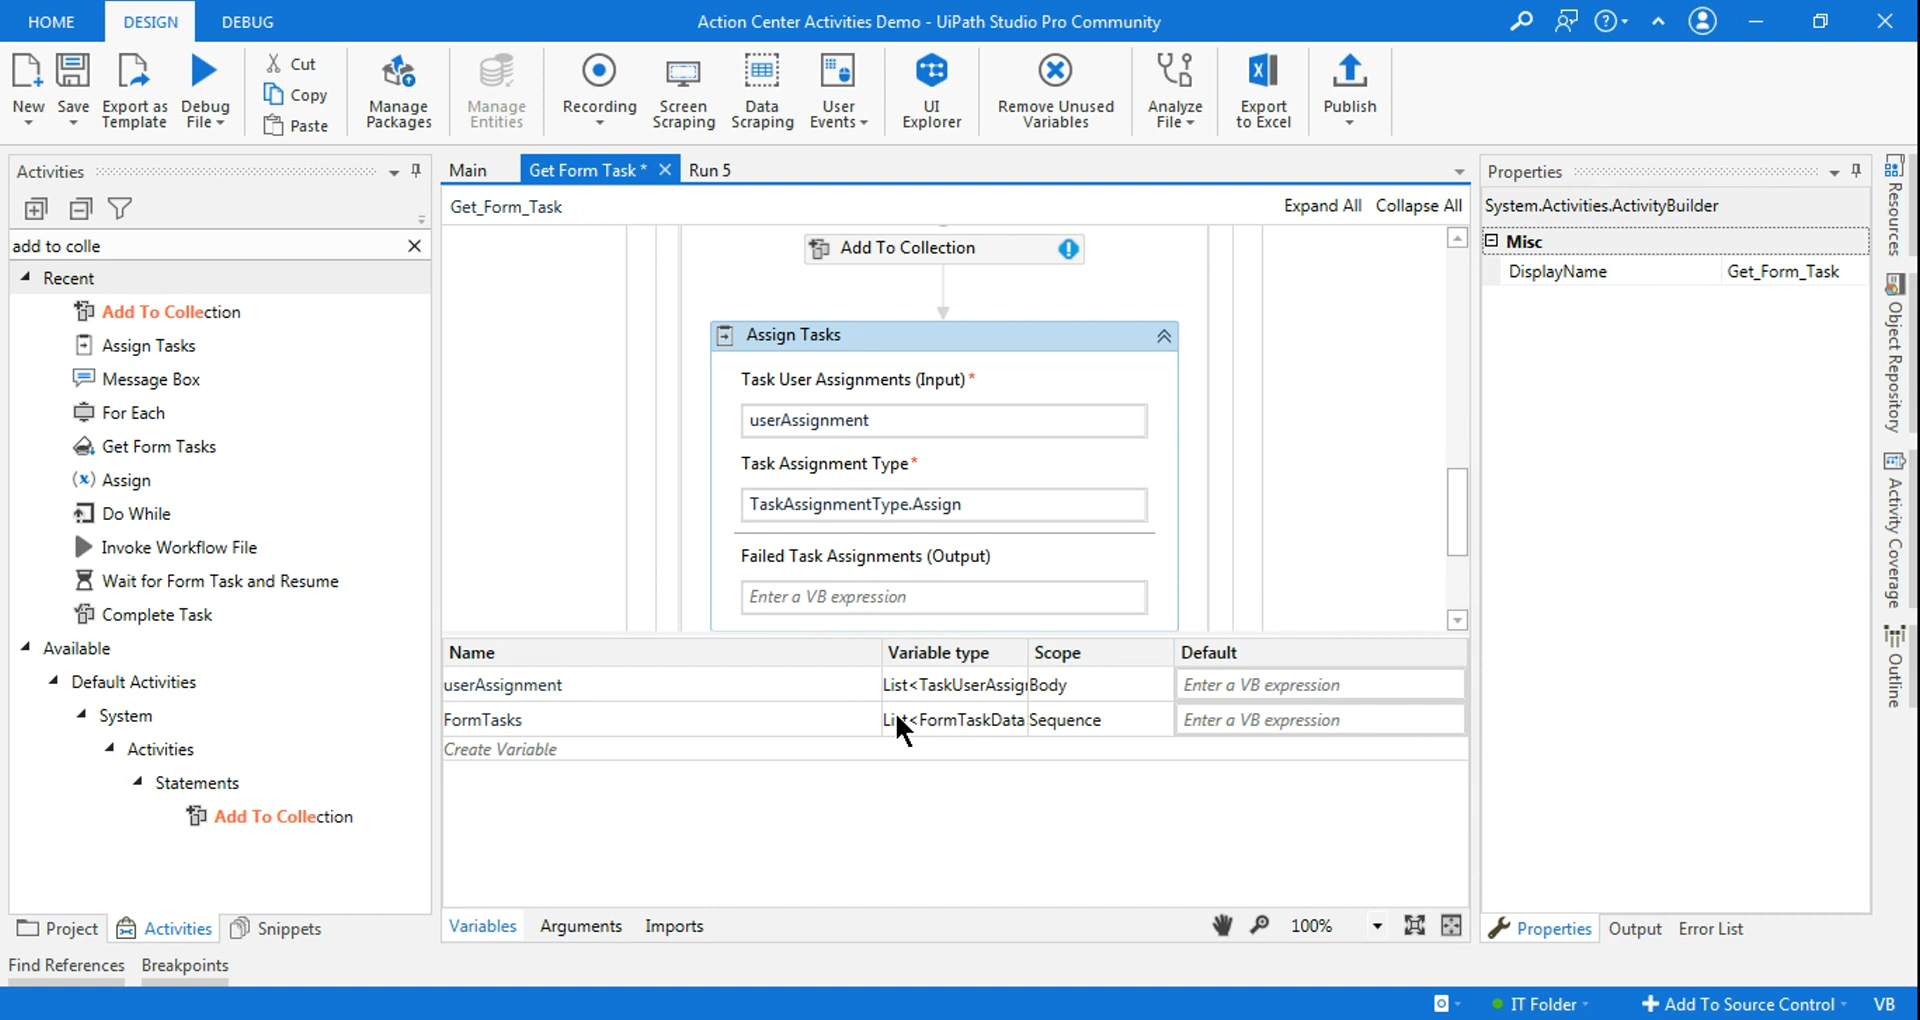 HOME DESIGN DEBUG Action Center Activities Demo - UiPath Studio Pro Community
New Save Export as Template Debug File
Cut
Copy
Paste
Manage Packages
Manage Entities
Recording
Screen Scraping
Data Scraping
User Events
UI Explorer
Remove Unused Variables
Analyze File
Export to Excel
Publish
Activities
add to colle
Recent
Add To Collection
Assign Tasks
Message Box
For Each
Get Form Tasks
Assign
Do While
Invoke Workflow File
Wait for Form Task and Resume
Complete Task
Available
Default Activities
System
Activities
Statements
Add To Collection
Project Activities Snippets
Find References Breakpoints
Main Get Form Task * Run 5
Get_Form_Task Expand All Collapse All
Add To Collection
Assign Tasks
Task User Assignments (Input) *
userAssignment
Task Assignment Type *
TaskAssignmentType.Assign
Failed Task Assignments (Output)
Enter a VB expression
Name Variable type Scope Default
userAssignment List<TaskUserAssig Body Enter a VB expression
FormTasks List<FormTaskData Sequence Enter a VB expression
Create Variable
Variables Arguments Imports 100%
Properties
System.Activities.ActivityBuilder
Misc
DisplayName Get_Form_Task
Properties Output Error List
Resources
Object Repository
Activity Coverage
Outline
IT Folder Add To Source Control VB